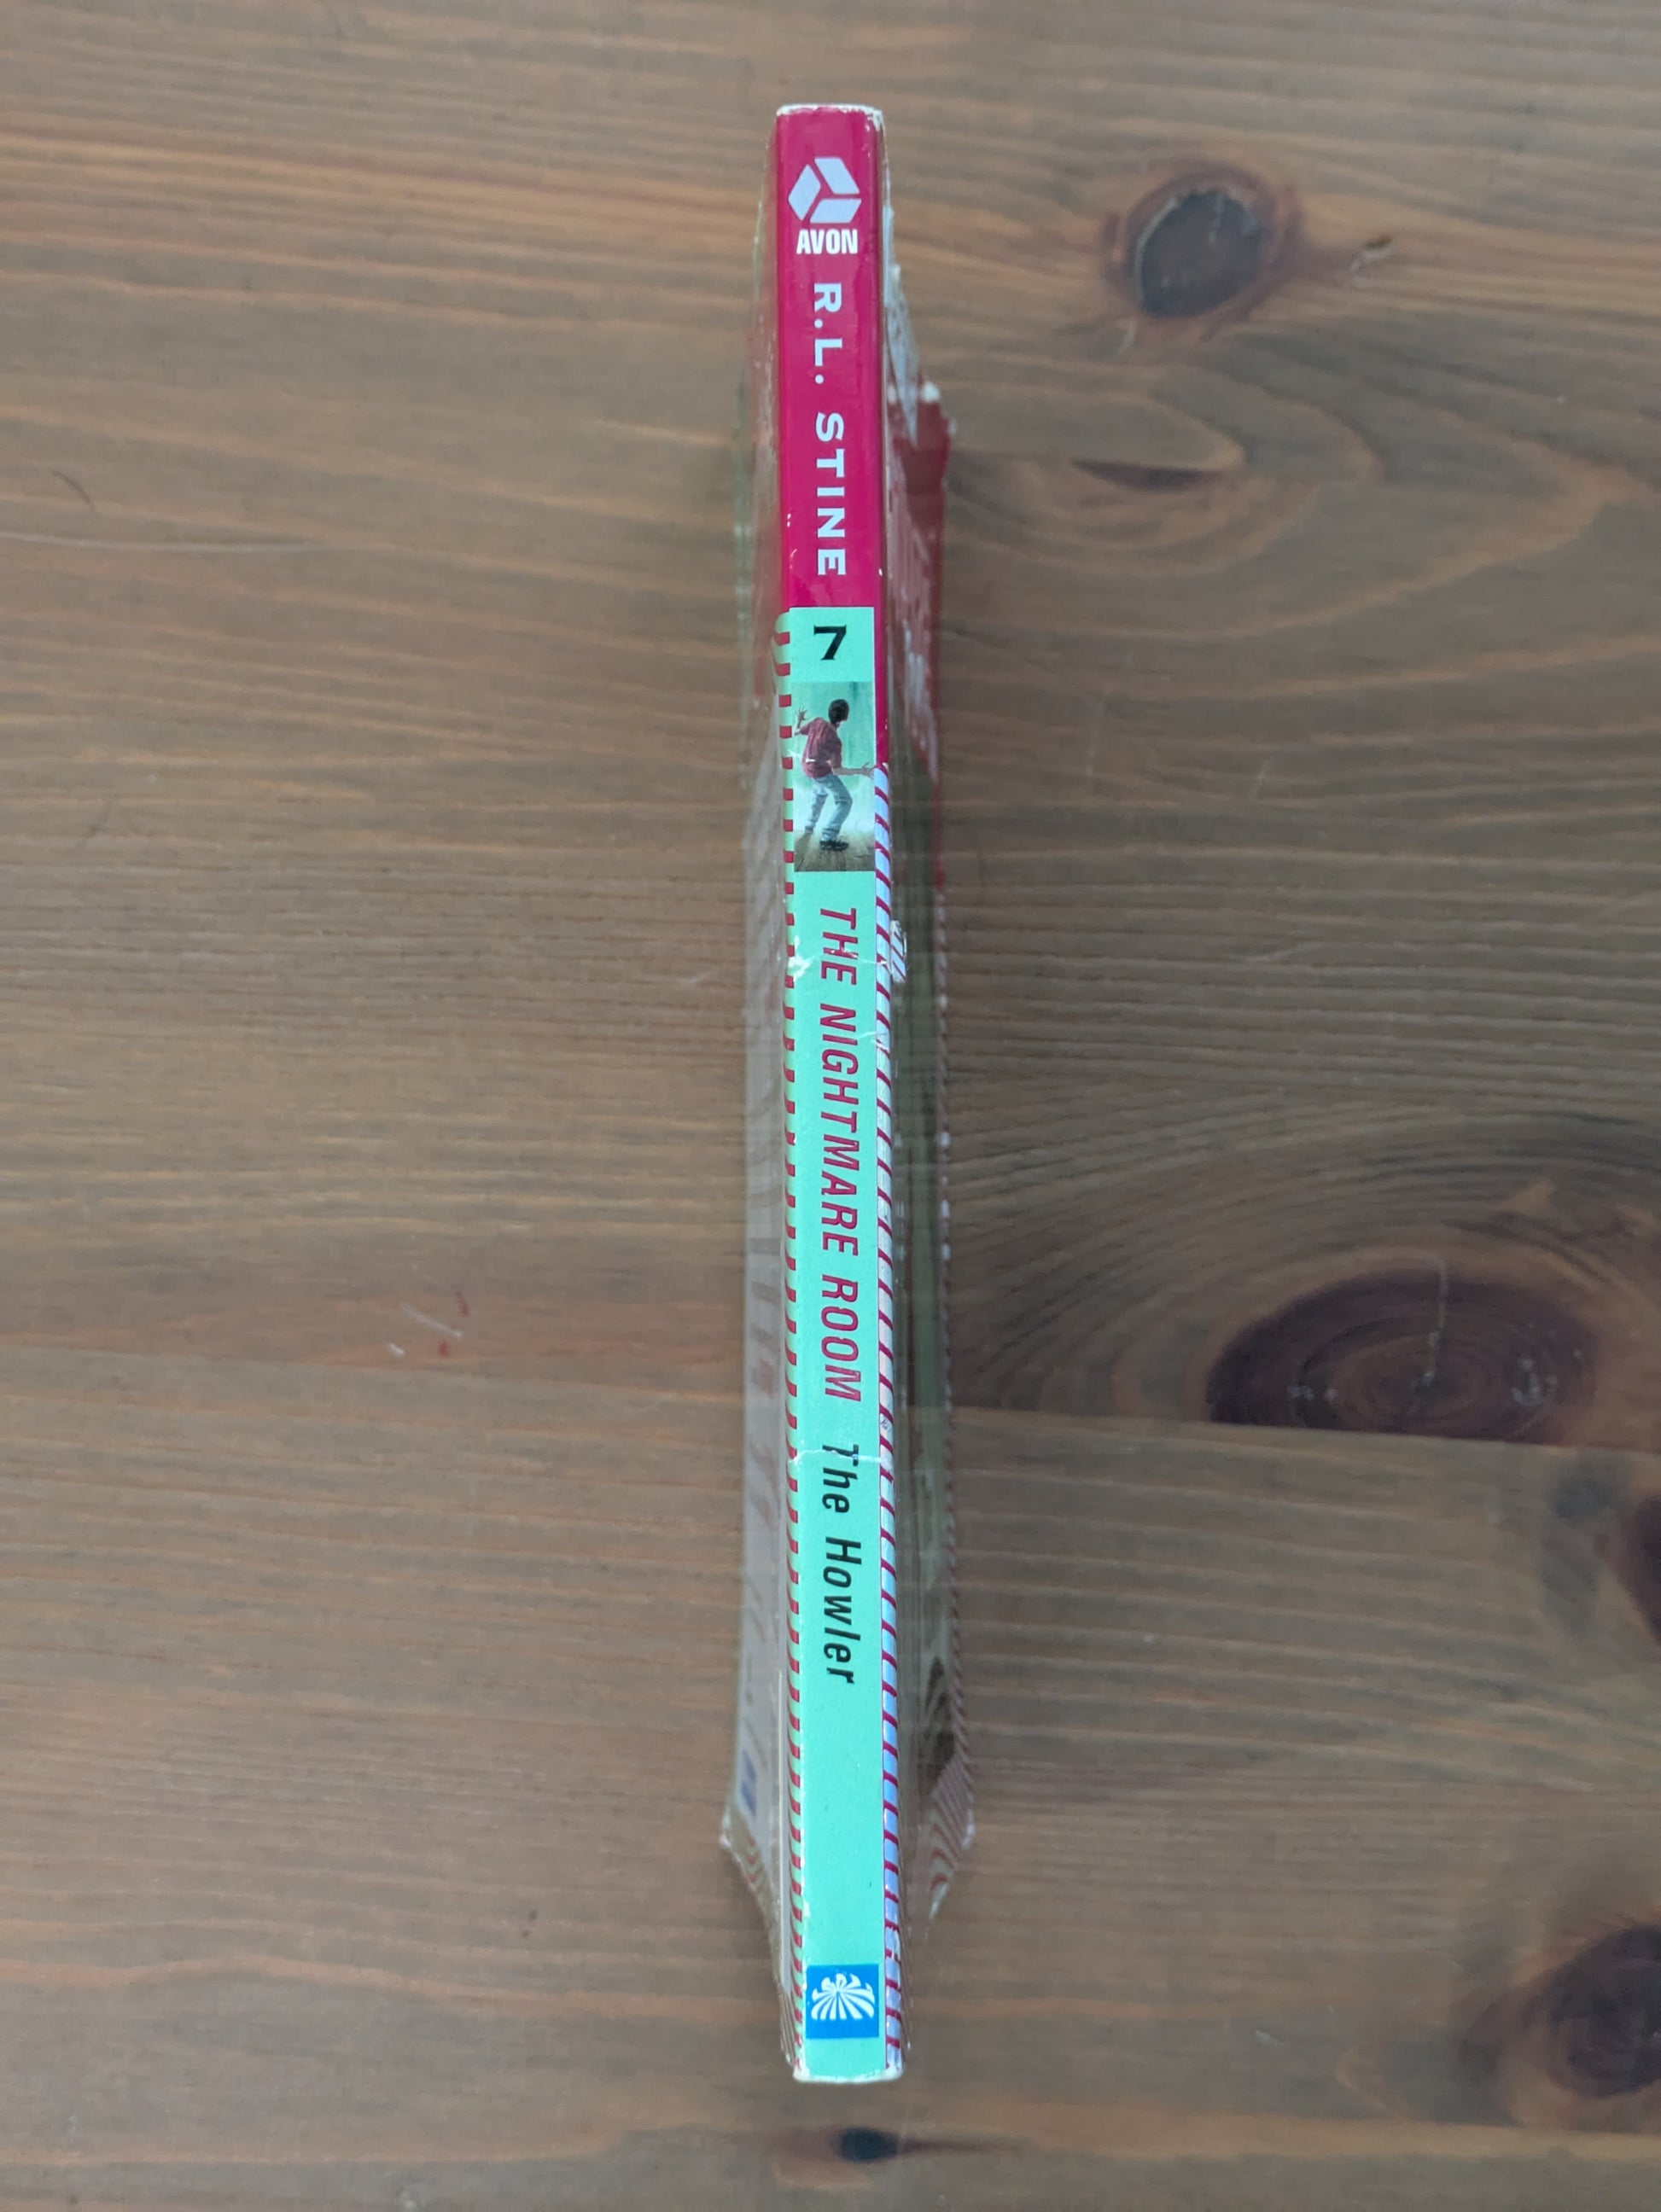 AVON
R.L. STINE
7
THE NIGHTMARE ROOM The Howler